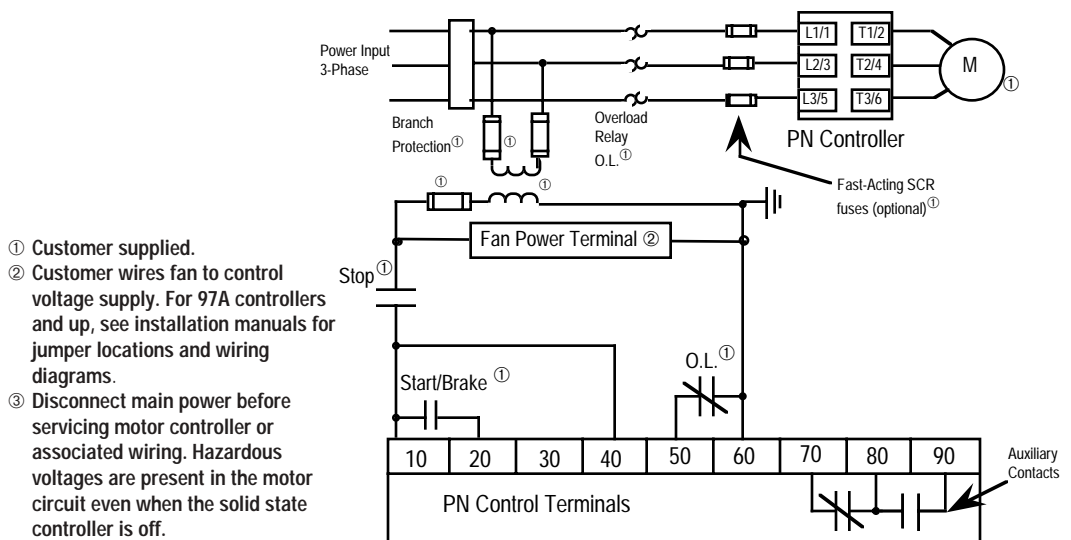 Power Input
3-Phase
L1/1 T1/2
L2/3 T2/4
L3/5 T3/6
M
①
Branch
Protection①
①
Overload
Relay
O.L.①
PN Controller
Fast-Acting SCR
fuses (optional)①
①
①
Fan Power Terminal ②
① Customer supplied.
② Customer wires fan to control
voltage supply. For 97A controllers
and up, see installation manuals for
jumper locations and wiring
diagrams.
③ Disconnect main power before
servicing motor controller or
associated wiring. Hazardous
voltages are present in the motor
circuit even when the solid state
controller is off.
Stop①
Start/Brake ①
O.L.①
10 20 30 40 50 60 70 80 90
PN Control Terminals
Auxiliary
Contacts